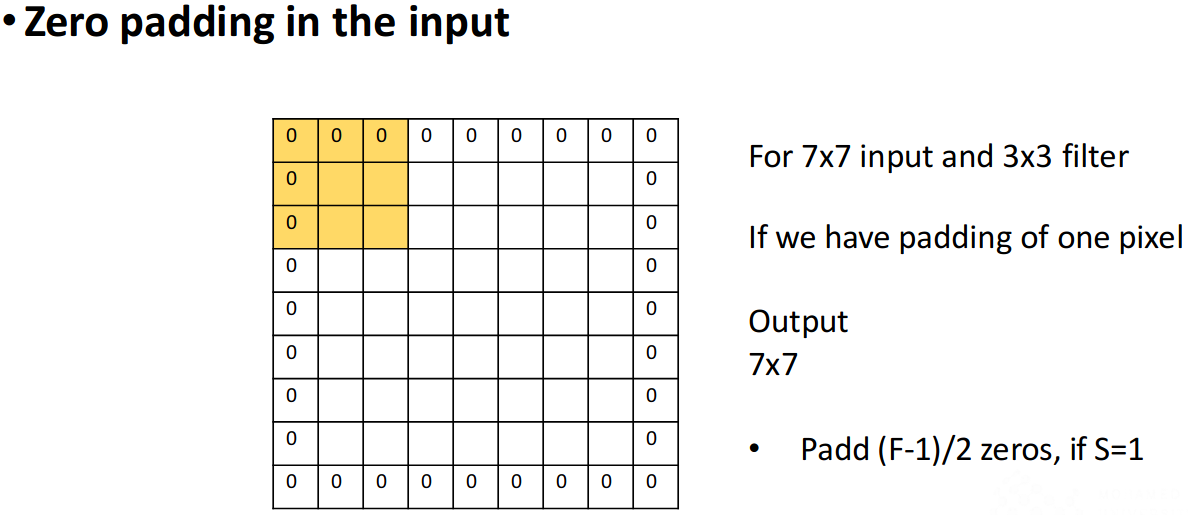 • Zero padding in the input
0 0 0 0 0 0 0 0 0
0 0
0 0
0 0
0 0
0 0
0 0
0 0
0 0 0 0 0 0 0 0 0
For 7x7 input and 3x3 filter
If we have padding of one pixel
Output
7x7
• Padd (F-1)/2 zeros, if S=1